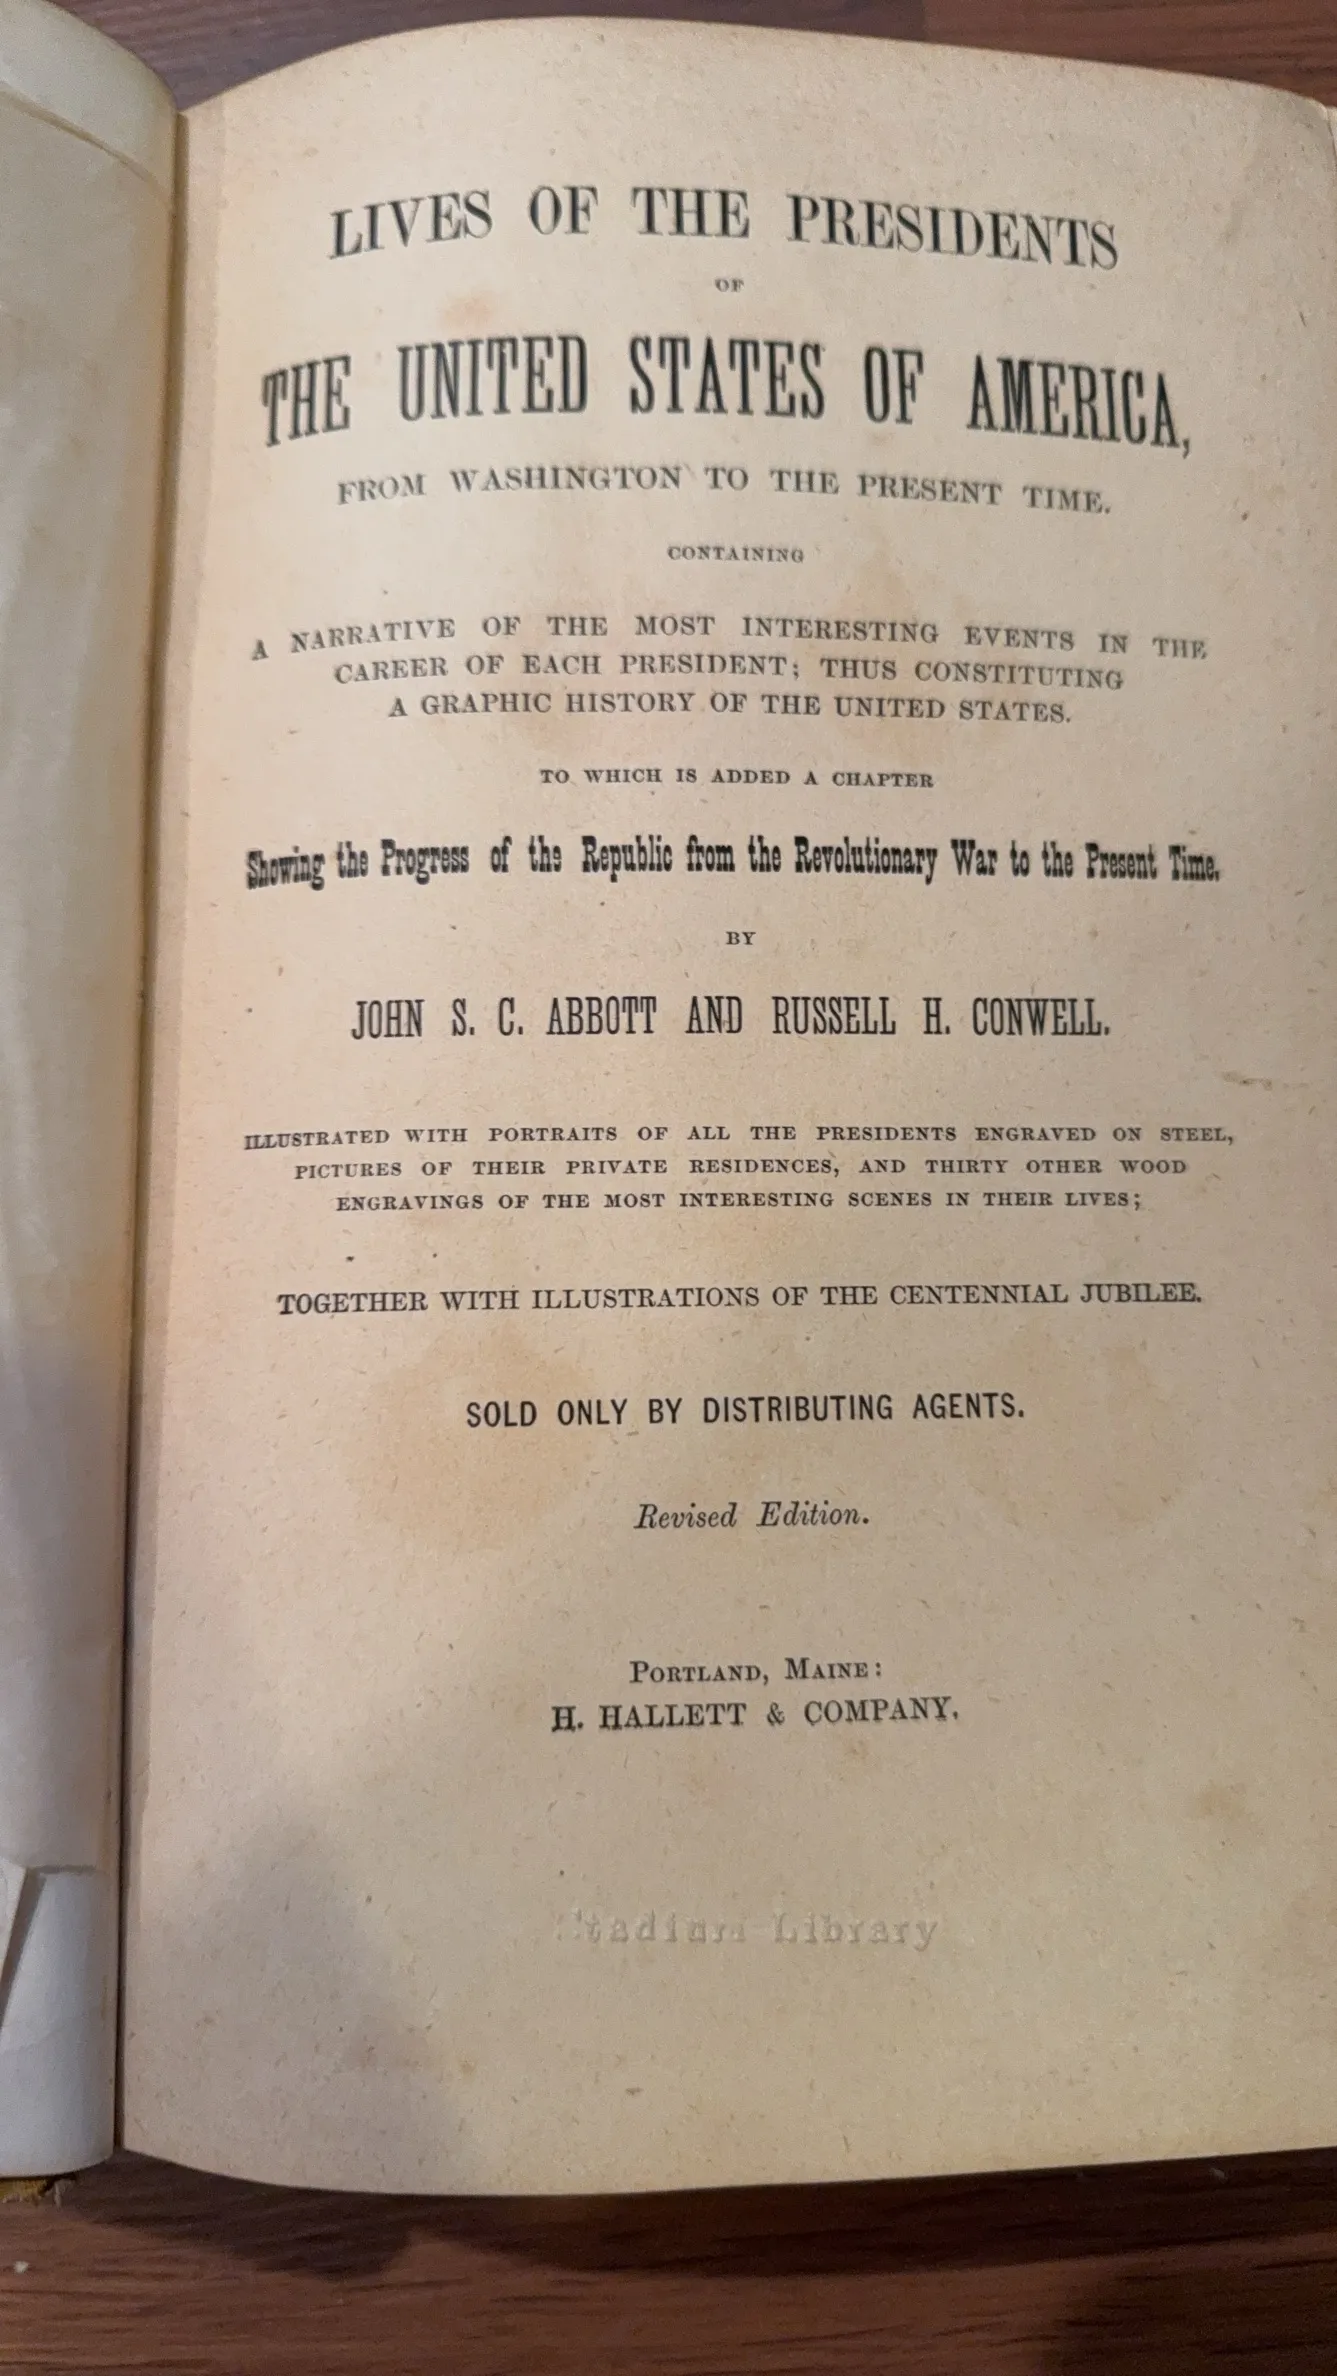 LIVES OF THE PRESIDENTS
OF
THE UNITED STATES OF AMERICA,
FROM WASHINGTON TO THE PRESENT TIME.
CONTAINING
A NARRATIVE OF THE MOST INTERESTING EVENTS IN THE
CAREER OF EACH PRESIDENT; THUS CONSTITUTING
A GRAPHIC HISTORY OF THE UNITED STATES.
TO WHICH IS ADDED A CHAPTER
Showing the Progress of the Republic from the Revolutionary War to the Present Time.
BY
JOHN S. C. ABBOTT AND RUSSELL H. CONWELL.
ILLUSTRATED WITH PORTRAITS OF ALL THE PRESIDENTS ENGRAVED ON STEEL,
PICTURES OF THEIR PRIVATE RESIDENCES, AND THIRTY OTHER WOOD
ENGRAVINGS OF THE MOST INTERESTING SCENES IN THEIR LIVES;
TOGETHER WITH ILLUSTRATIONS OF THE CENTENNIAL JUBILEE.
SOLD ONLY BY DISTRIBUTING AGENTS.
Revised Edition.
PORTLAND, MAINE:
H. HALLETT & COMPANY.
Library